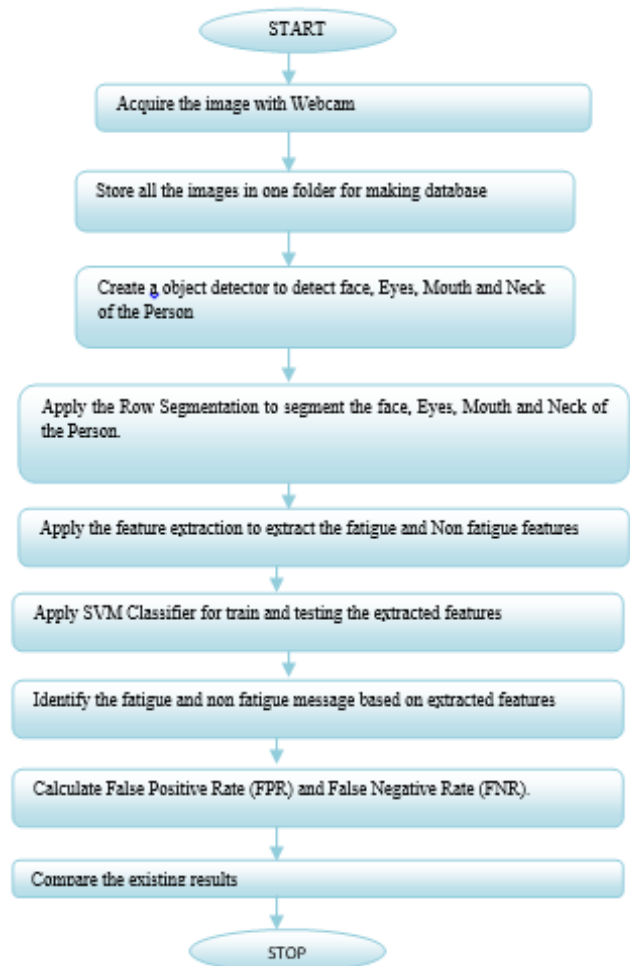 START
Acquire the image with Webcam
Store all the images in one folder for making database
Create a object detector to detect face, Eyes, Mouth and Neck
of the Person
Apply the Row Segmentation to segment the face, Eyes, Mouth and Neck of
the Person.
Apply the feature extraction to extract the fatigue and Non fatigue features
Apply SVM Classifier for train and testing the extracted features
Identify the fatigue and non fatigue message based on extracted features
Calculate False Positive Rate (FPR) and False Negative Rate (FNR).
Compare the existing results
STOP